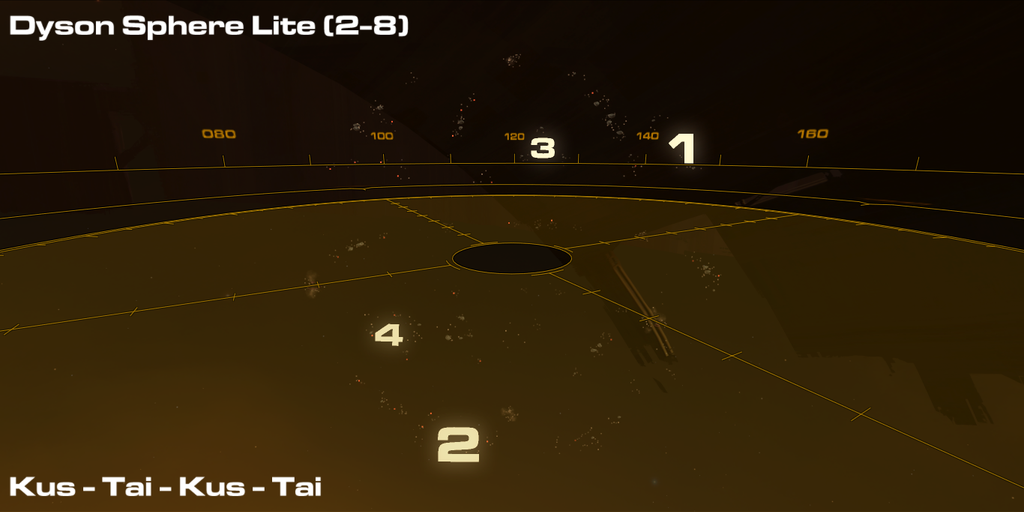 Dyson Sphere Lite (2-8)
080 100 120 140 160
3 1
4
2
Kus - Tai - Kus - Tai